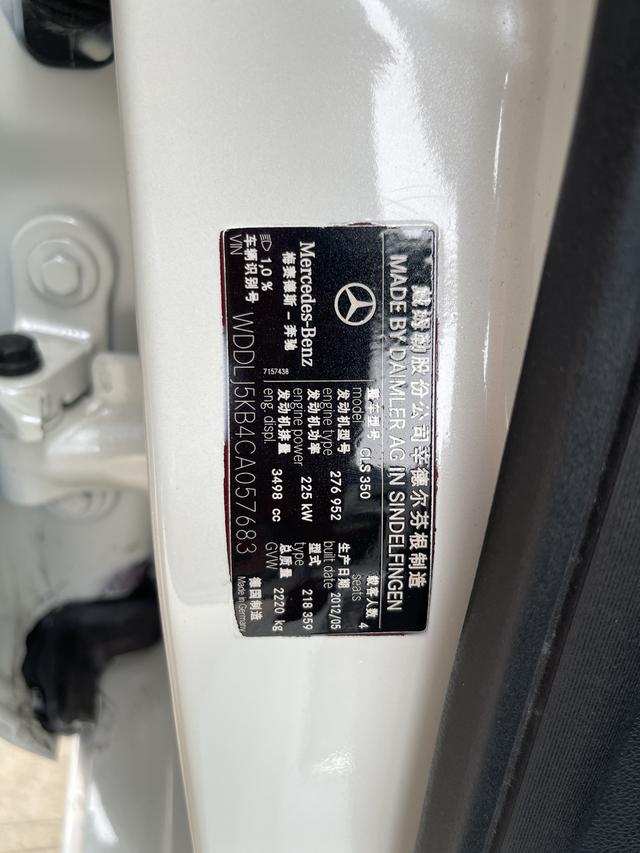 戴姆勒股份公司辛德尔芬根制造
MADE BY DAIMLER AG IN SINDELFINGEN
整车型号 载客人数
model CLS 350 seats 4
发动机型号 生产日期
engine type 276 952 built date 2012/05
Mercedes-Benz
梅赛德斯－奔驰
发动机功率 型式
engine power 225 kW type 218 359
1,0 %
7157438
发动机排量 总质量
eng. displ. 3498 cc GVW 2220 kg
车辆识别号
VIN WDDLJ5KB4CA057683
德国制造
Made in Germany